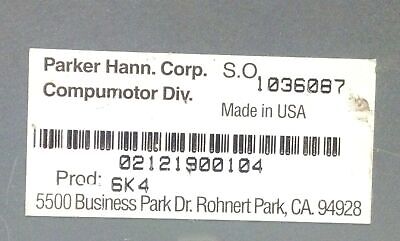 Parker Hann. Corp. S.O. 1036087
Compumotor Div.
Made in USA
02121900104
Prod: 6K4
5500 Business Park Dr. Rohnert Park, CA. 94928